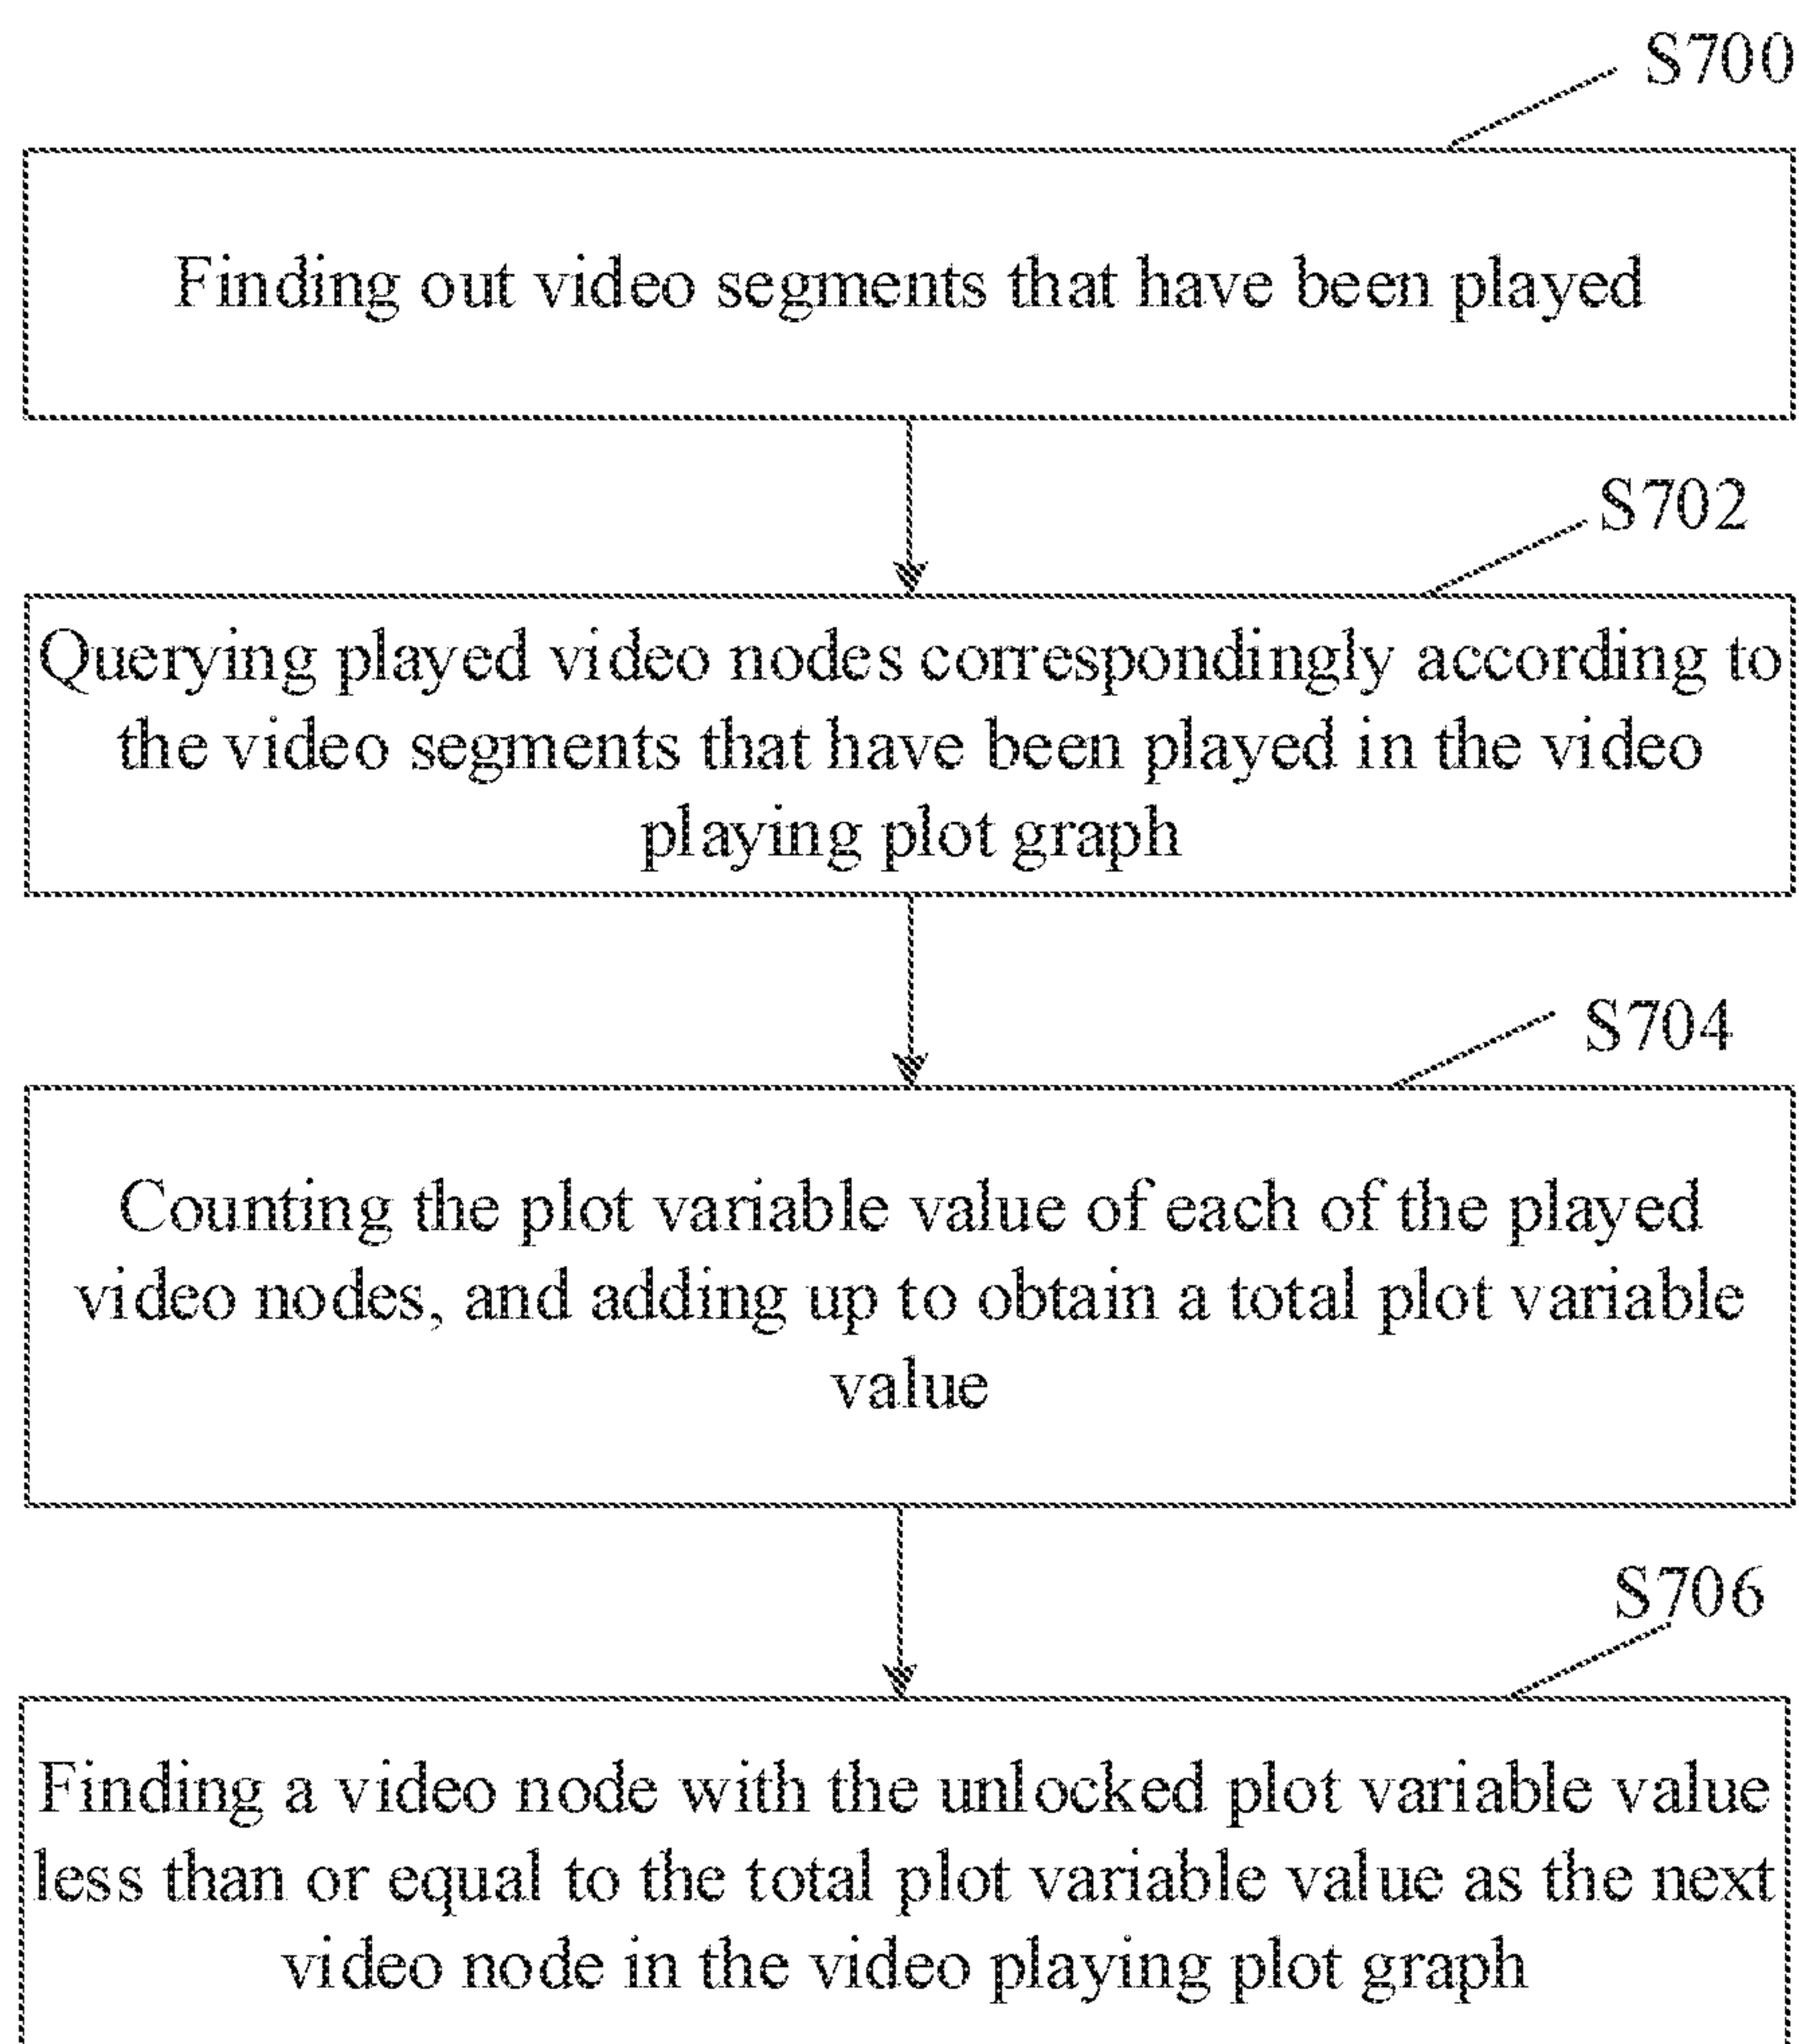 S700
Finding out video segments that have been played
S702
Querying played video nodes correspondingly according to
the video segments that have been played in the video
playing plot graph
S704
Counting the plot variable value of each of the played
video nodes, and adding up to obtain a total plot variable
value
S706
Finding a video node with the unlocked plot variable value
less than or equal to the total plot variable value as the next
video node in the video playing plot graph